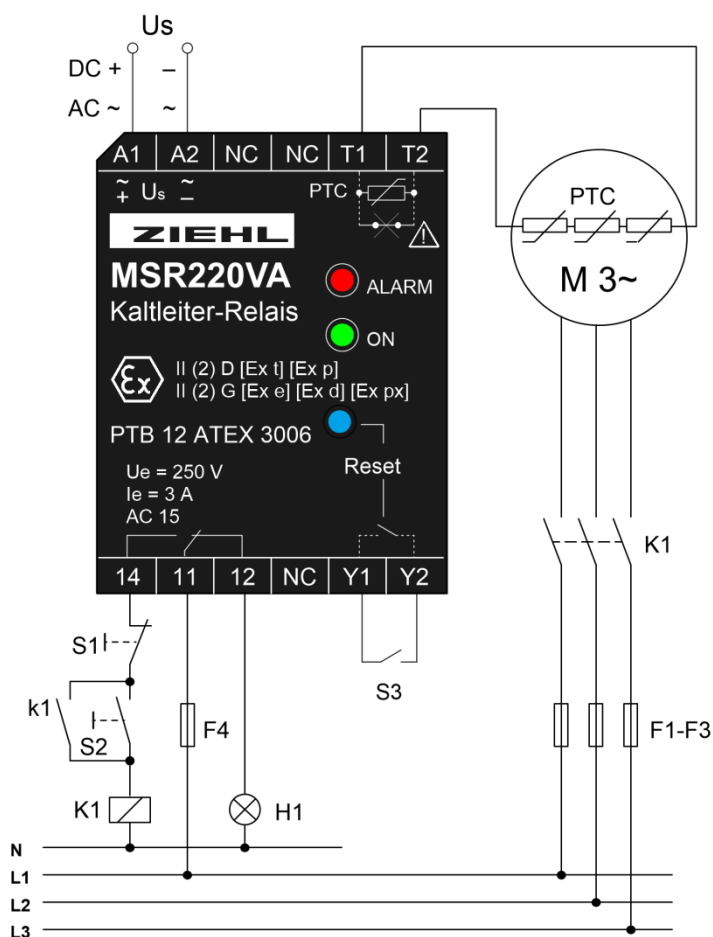 Us
DC + –
AC ~ ~
A1 A2 NC NC T1 T2
~ Us ~
+ –
PTC
ZIEHL
MSR220VA
ALARM
Kaltleiter-Relais
ON
Ex
II (2) D [Ex t] [Ex p]
II (2) G [Ex e] [Ex d] [Ex px]
PTB 12 ATEX 3006
Reset
Ue = 250 V
Ie = 3 A
AC 15
14 11 12 NC Y1 Y2
PTC
M 3~
K1
S1
S3
k1
S2
F4
F1-F3
K1
H1
N
L1
L2
L3